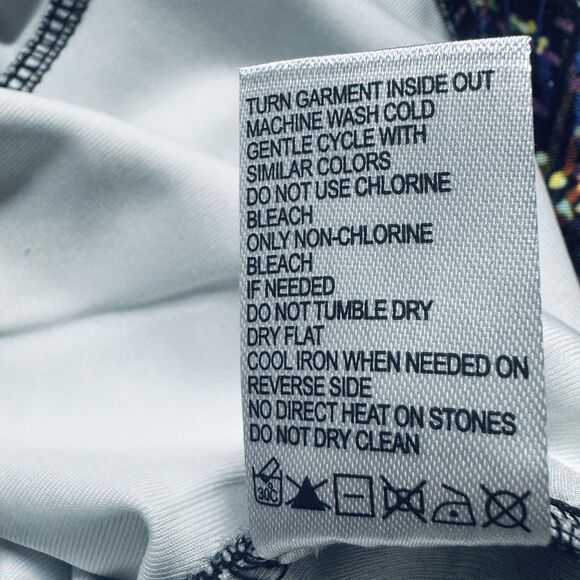 TURN GARMENT INSIDE OUT
MACHINE WASH COLD
GENTLE CYCLE WITH
SIMILAR COLORS
DO NOT USE CHLORINE
BLEACH
ONLY NON-CHLORINE
BLEACH
IF NEEDED
DO NOT TUMBLE DRY
DRY FLAT
COOL IRON WHEN NEEDED ON
REVERSE SIDE
NO DIRECT HEAT ON STONES
DO NOT DRY CLEAN
30C